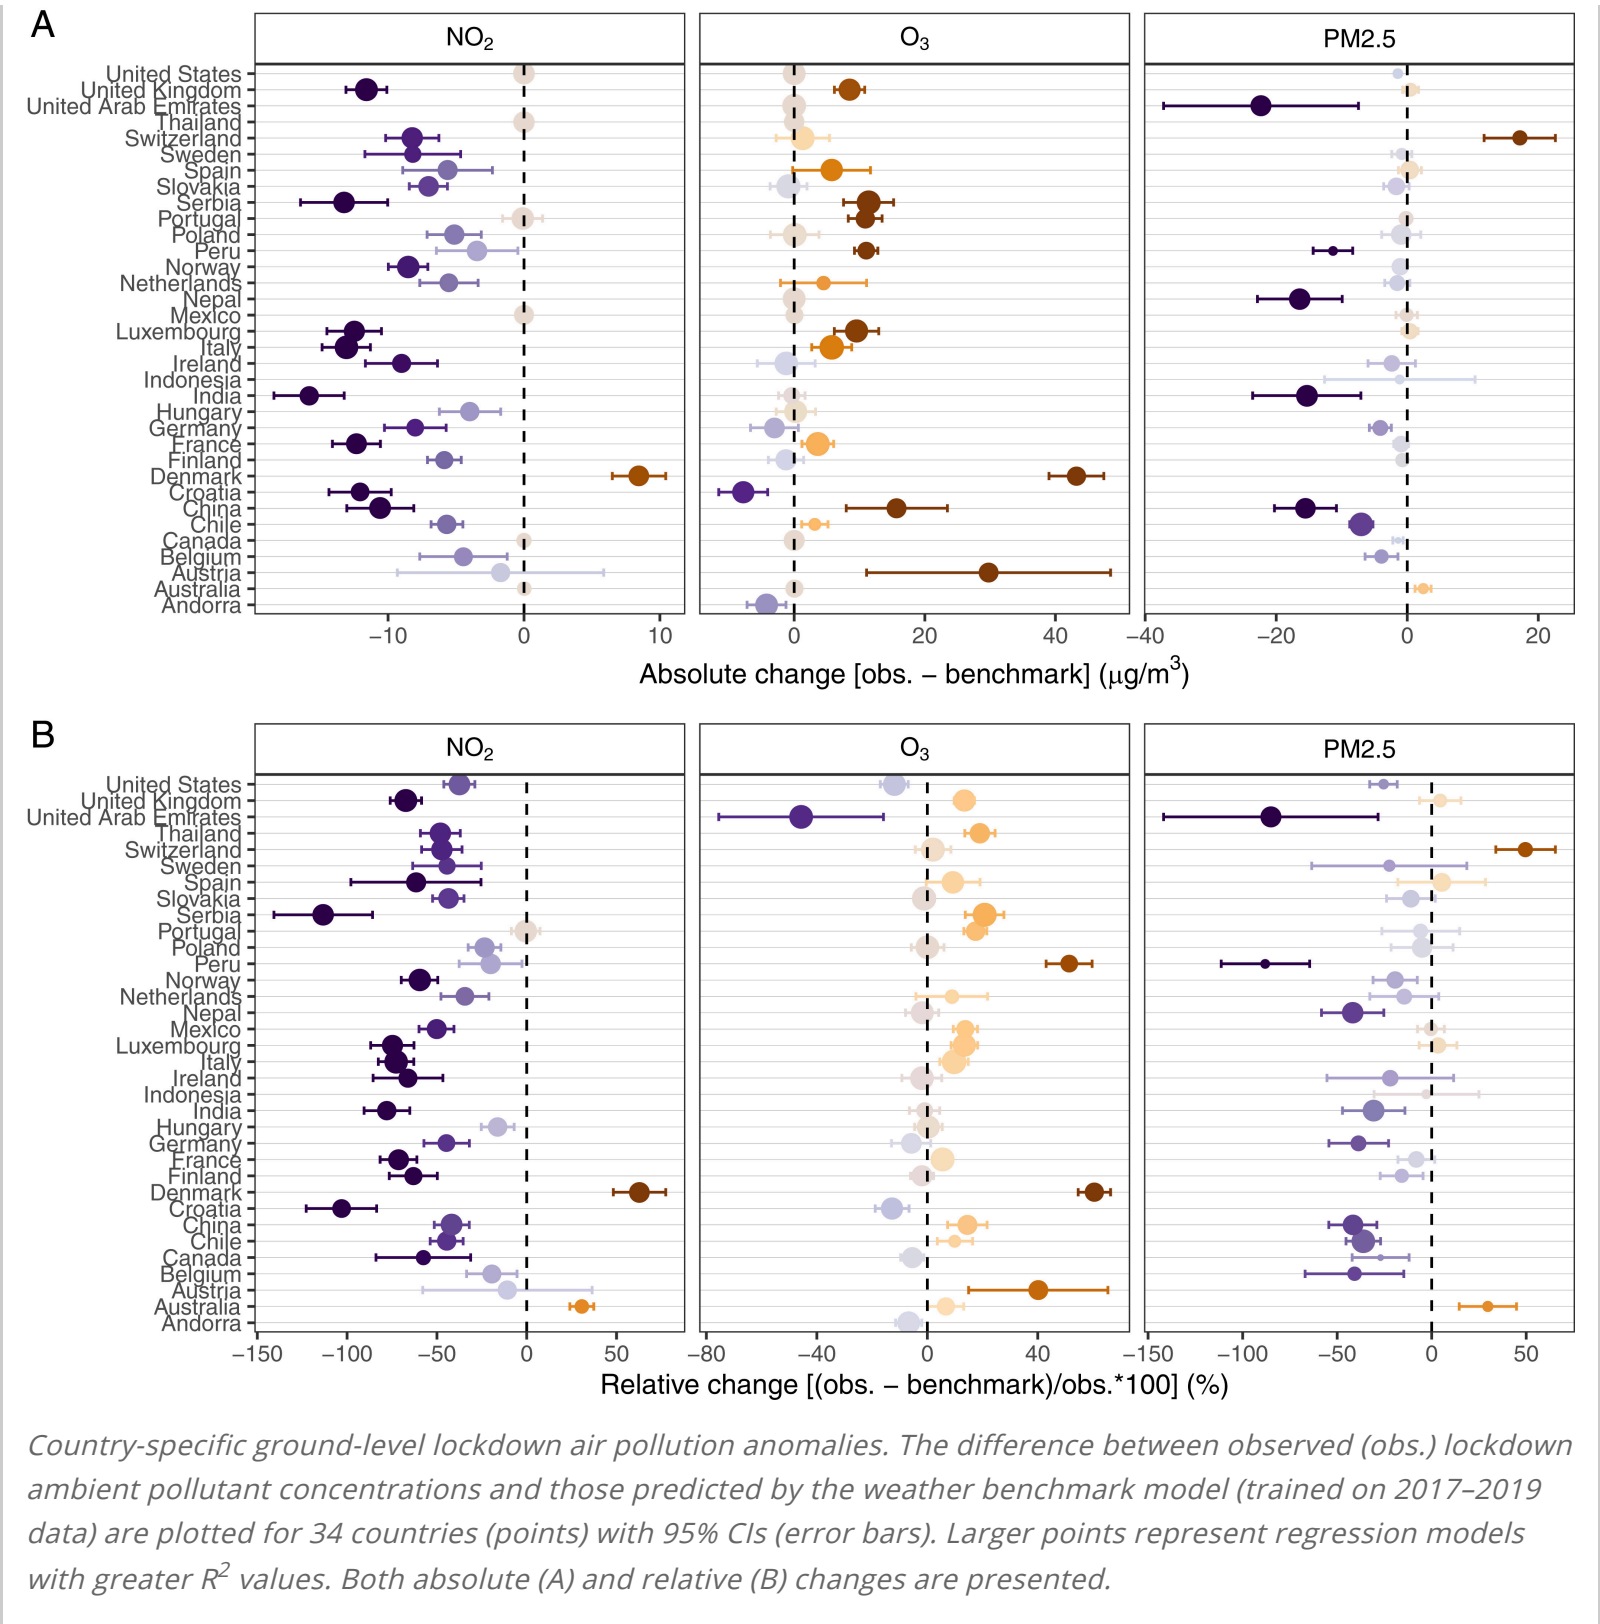 A
NO₂ O₃ PM2.5
United States
United Kingdom
United Arab Emirates
Thailand
Switzerland
Sweden
Spain
Slovakia
Serbia
Portugal
Poland
Peru
Norway
Netherlands
Nepal
Mexico
Luxembourg
Italy
Ireland
Indonesia
India
Hungary
Germany
France
Finland
Denmark
Croatia
China
Chile
Canada
Belgium
Austria
Australia
Andorra
−10 0 10 0 20 40 −40 −20 0 20
Absolute change [obs. − benchmark] (μg/m³)
B
NO₂ O₃ PM2.5
United States
United Kingdom
United Arab Emirates
Thailand
Switzerland
Sweden
Spain
Slovakia
Serbia
Portugal
Poland
Peru
Norway
Netherlands
Nepal
Mexico
Luxembourg
Italy
Ireland
Indonesia
India
Hungary
Germany
France
Finland
Denmark
Croatia
China
Chile
Canada
Belgium
Austria
Australia
Andorra
−150 −100 −50 0 50 −80 −40 0 40 −150 −100 −50 0 50
Relative change [(obs. − benchmark)/obs.*100] (%)
Country-specific ground-level lockdown air pollution anomalies. The difference between observed (obs.) lockdown
ambient pollutant concentrations and those predicted by the weather benchmark model (trained on 2017–2019
data) are plotted for 34 countries (points) with 95% CIs (error bars). Larger points represent regression models
with greater R² values. Both absolute (A) and relative (B) changes are presented.